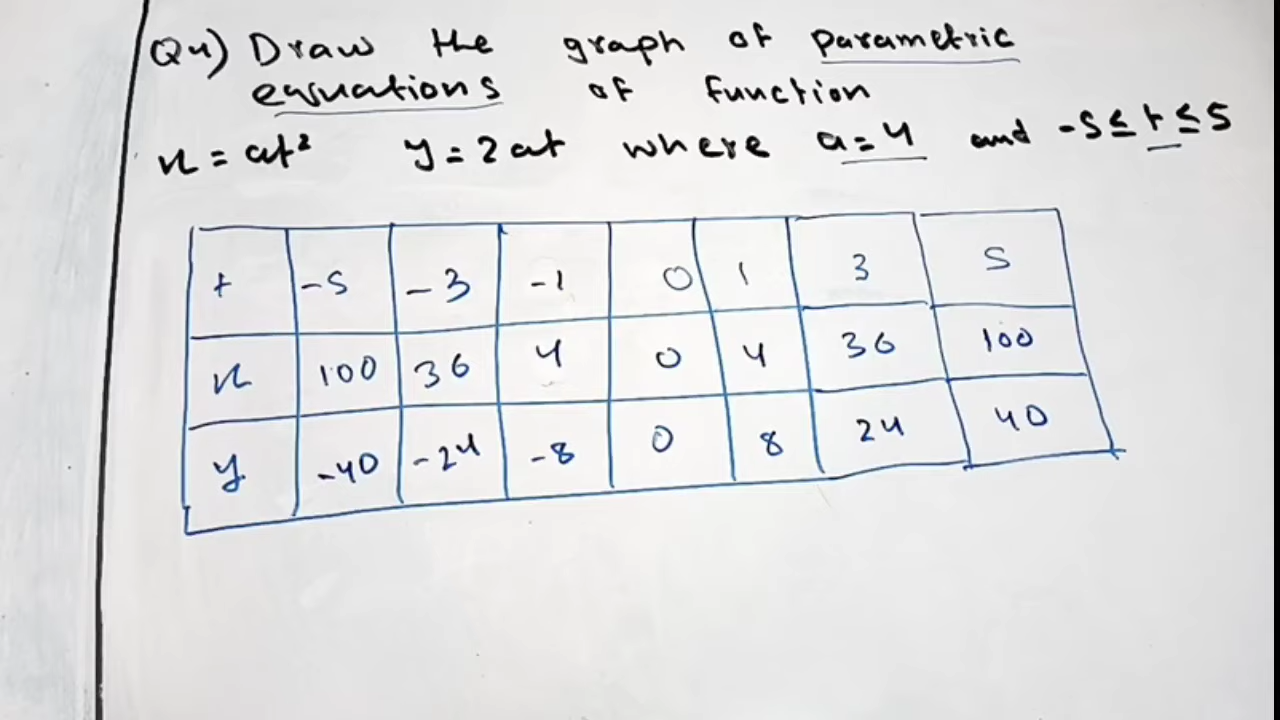 Q4) Draw the graph of parametric
equations of function
x = at² y = 2at where a = 4 and -5 ≤ t ≤ 5
t -5 -3 -1 0 1 3 5
x 100 36 4 0 4 36 100
y -40 -24 -8 0 8 24 40